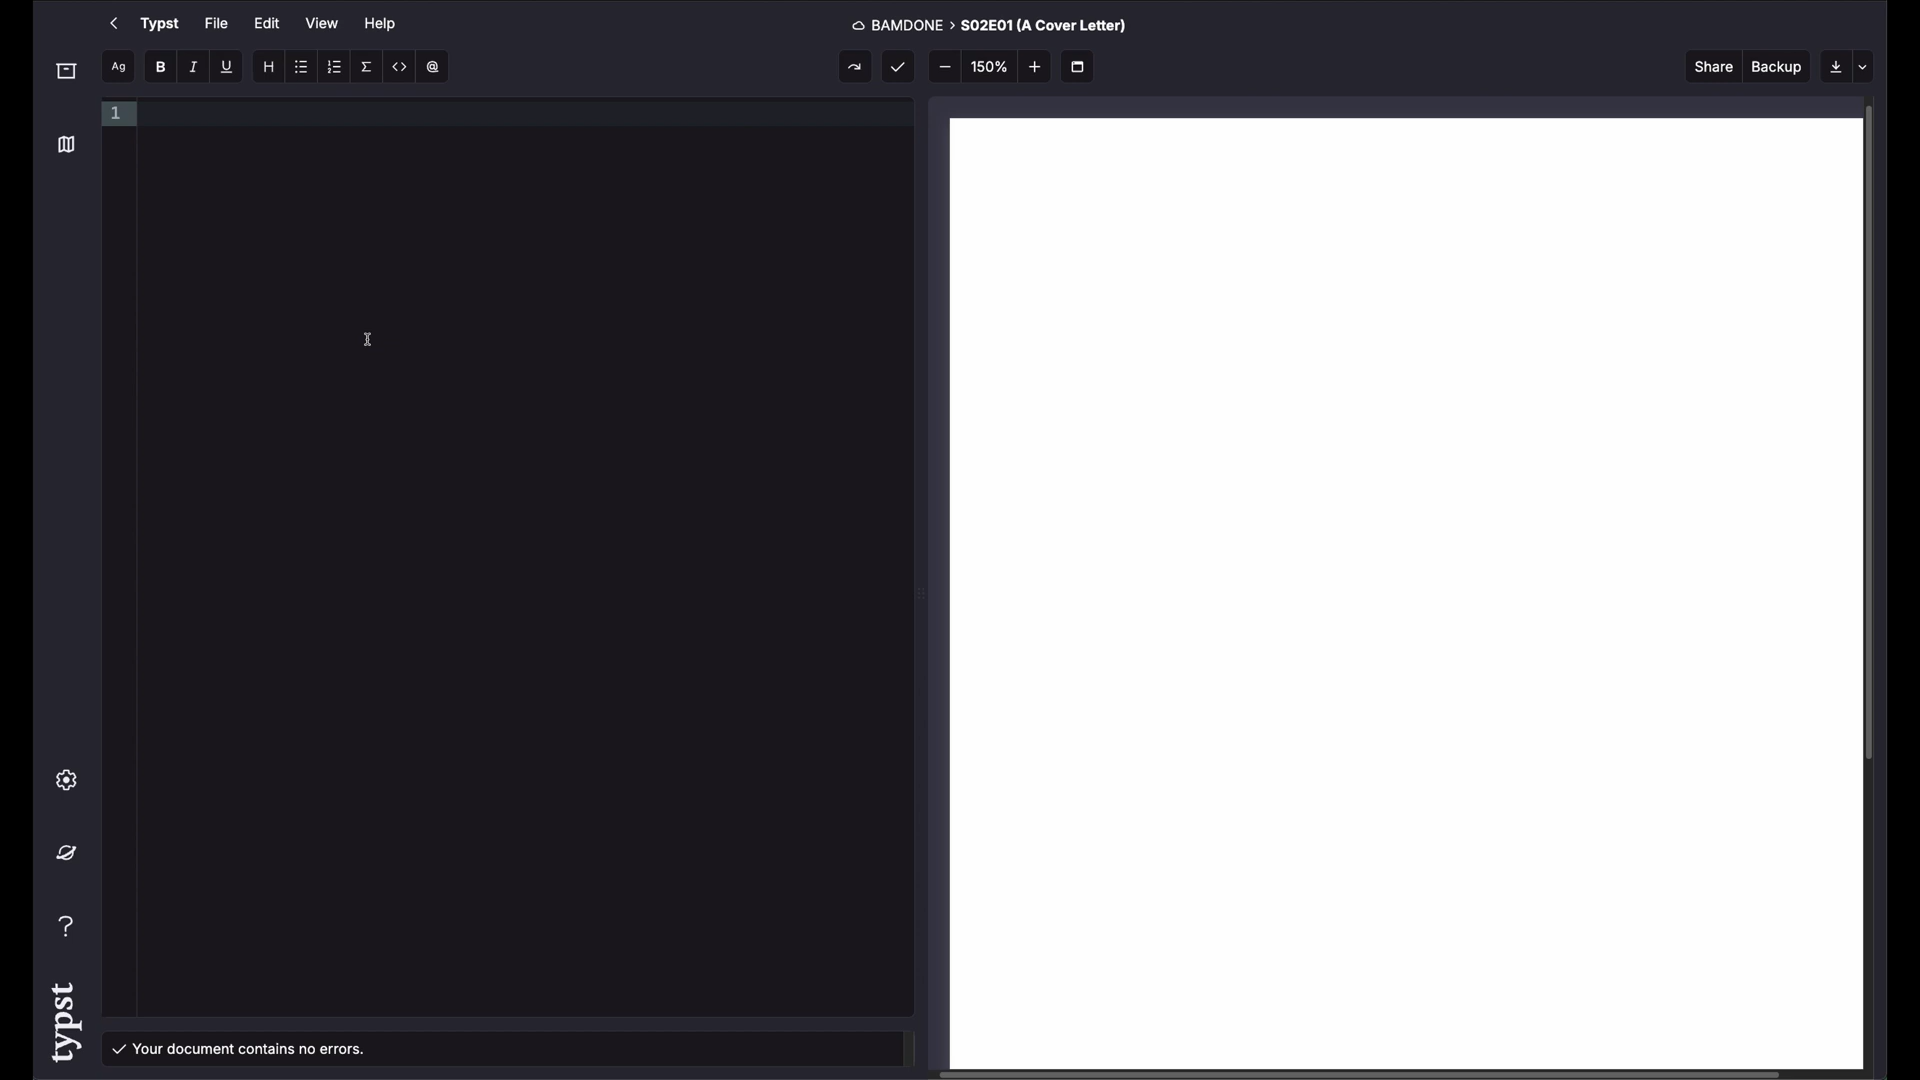 Typst File Edit View Help
BAMDONE > S02E01 (A Cover Letter)
Ag B I U H Σ <> @
150%
Share Backup
1
typst
Your document contains no errors.